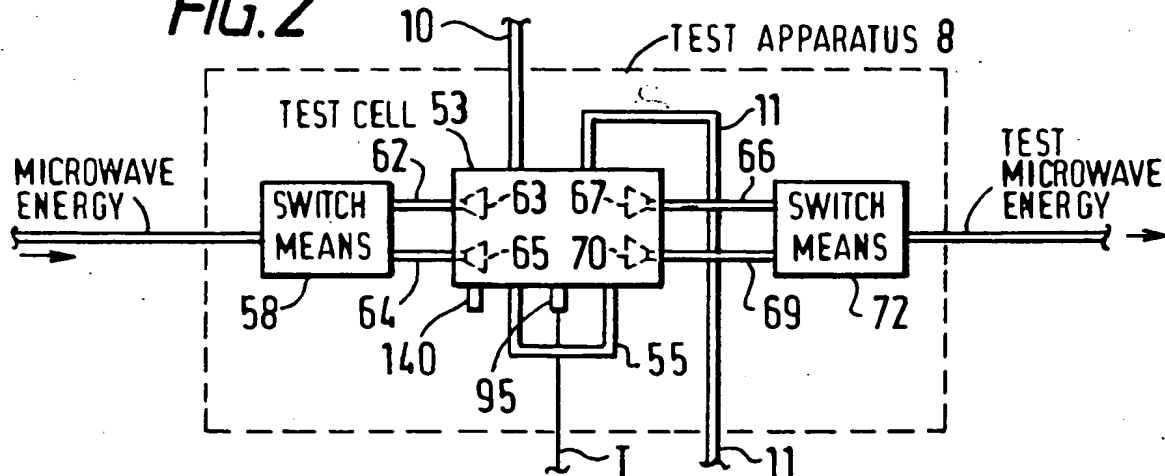 FIG. 2
10
TEST APPARATUS 8
TEST CELL 53
11
MICROWAVE
ENERGY
62
63
67
66
TEST
MICROWAVE
ENERGY
SWITCH
MEANS
SWITCH
MEANS
65
70
58
64
69
72
140
95
55
T
11